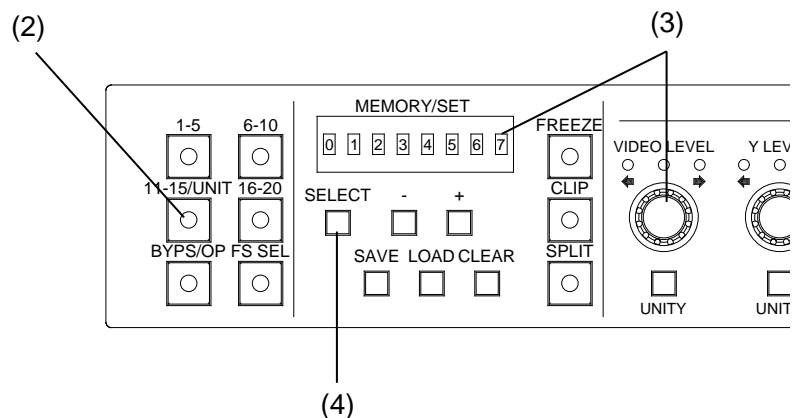 (2)
(3)
MEMORY/SET
1-5 6-10
0 1 2 3 4 5 6 7
FREEZE
VIDEO LEVEL
Y LEV
11-15/UNIT 16-20
SELECT - +
CLIP
BYPS/OP FS SEL
SAVE LOAD CLEAR
SPLIT
UNITY
UNIT
(4)